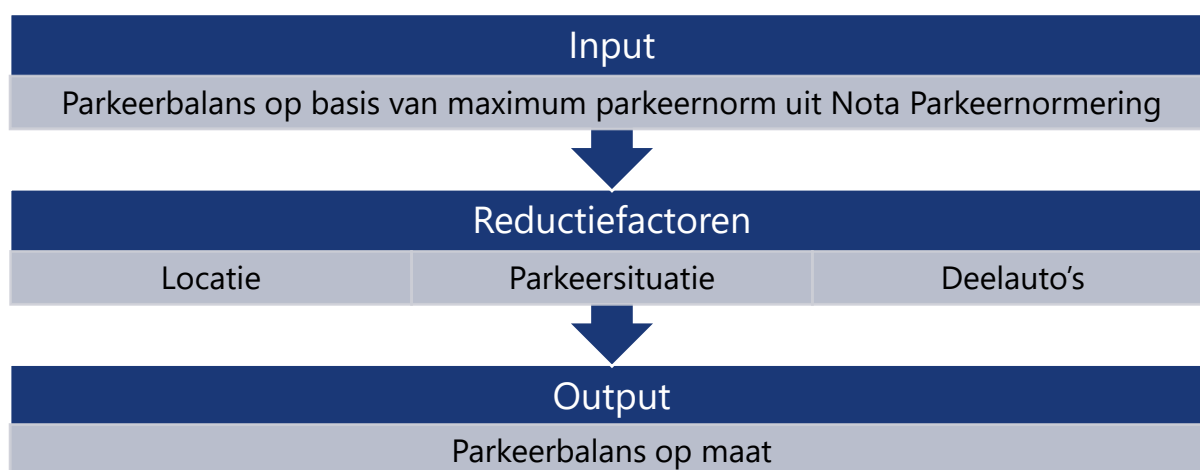 Input
Parkeerbalans op basis van maximum parkeernorm uit Nota Parkeernormering
Reductiefactoren
Locatie
Parkeersituatie
Deelauto’s
Output
Parkeerbalans op maat